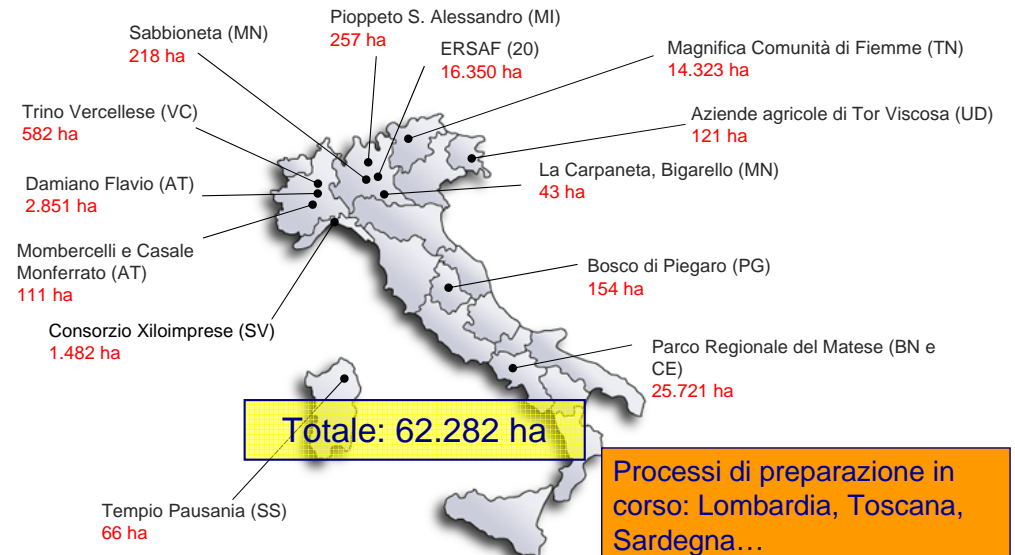 Pioppeto S. Alessandro (MI)
257 ha
Sabbioneta (MN)
218 ha
ERSAF (20)
16.350 ha
Magnifica Comunità di Fiemme (TN)
14.323 ha
Trino Vercellese (VC)
582 ha
Aziende agricole di Tor Viscosa (UD)
121 ha
Damiano Flavio (AT)
2.851 ha
La Carpaneta, Bigarello (MN)
43 ha
Mombercelli e Casale
Monferrato (AT)
111 ha
Bosco di Piegaro (PG)
154 ha
Consorzio Xiloimprese (SV)
1.482 ha
Parco Regionale del Matese (BN e
CE)
25.721 ha
Totale: 62.282 ha
Processi di preparazione in
corso: Lombardia, Toscana,
Sardegna…
Tempio Pausania (SS)
66 ha